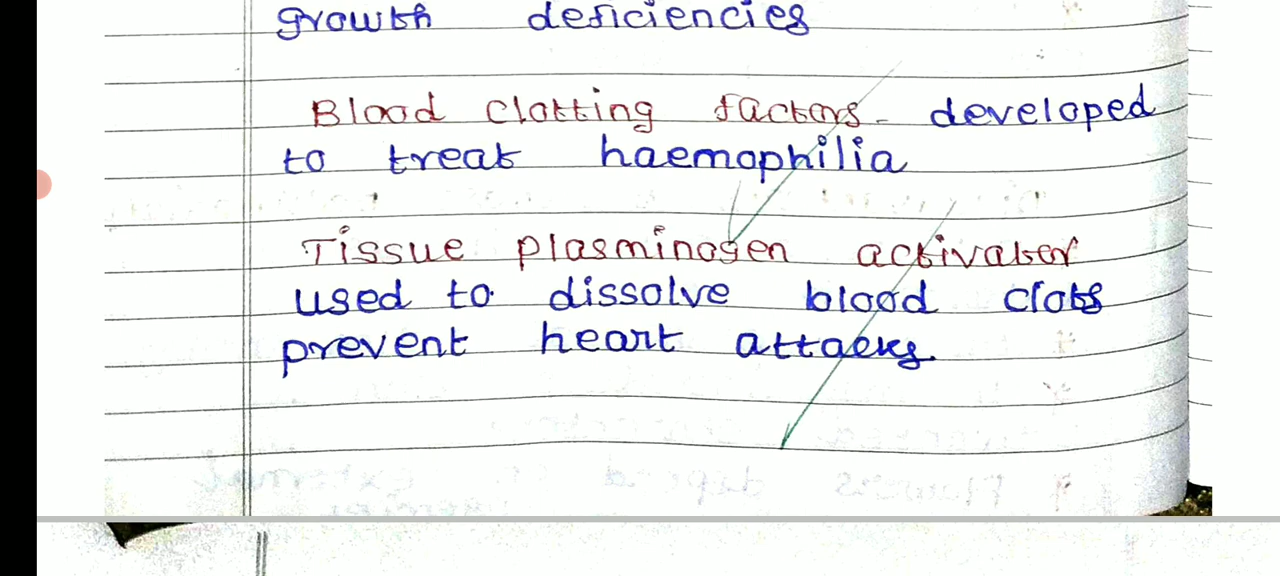 growth deficiencies
Blood clotting factors - developed
to treat haemophilia
Tissue plasminogen activator
used to dissolve blood clots
prevent heart attacks.